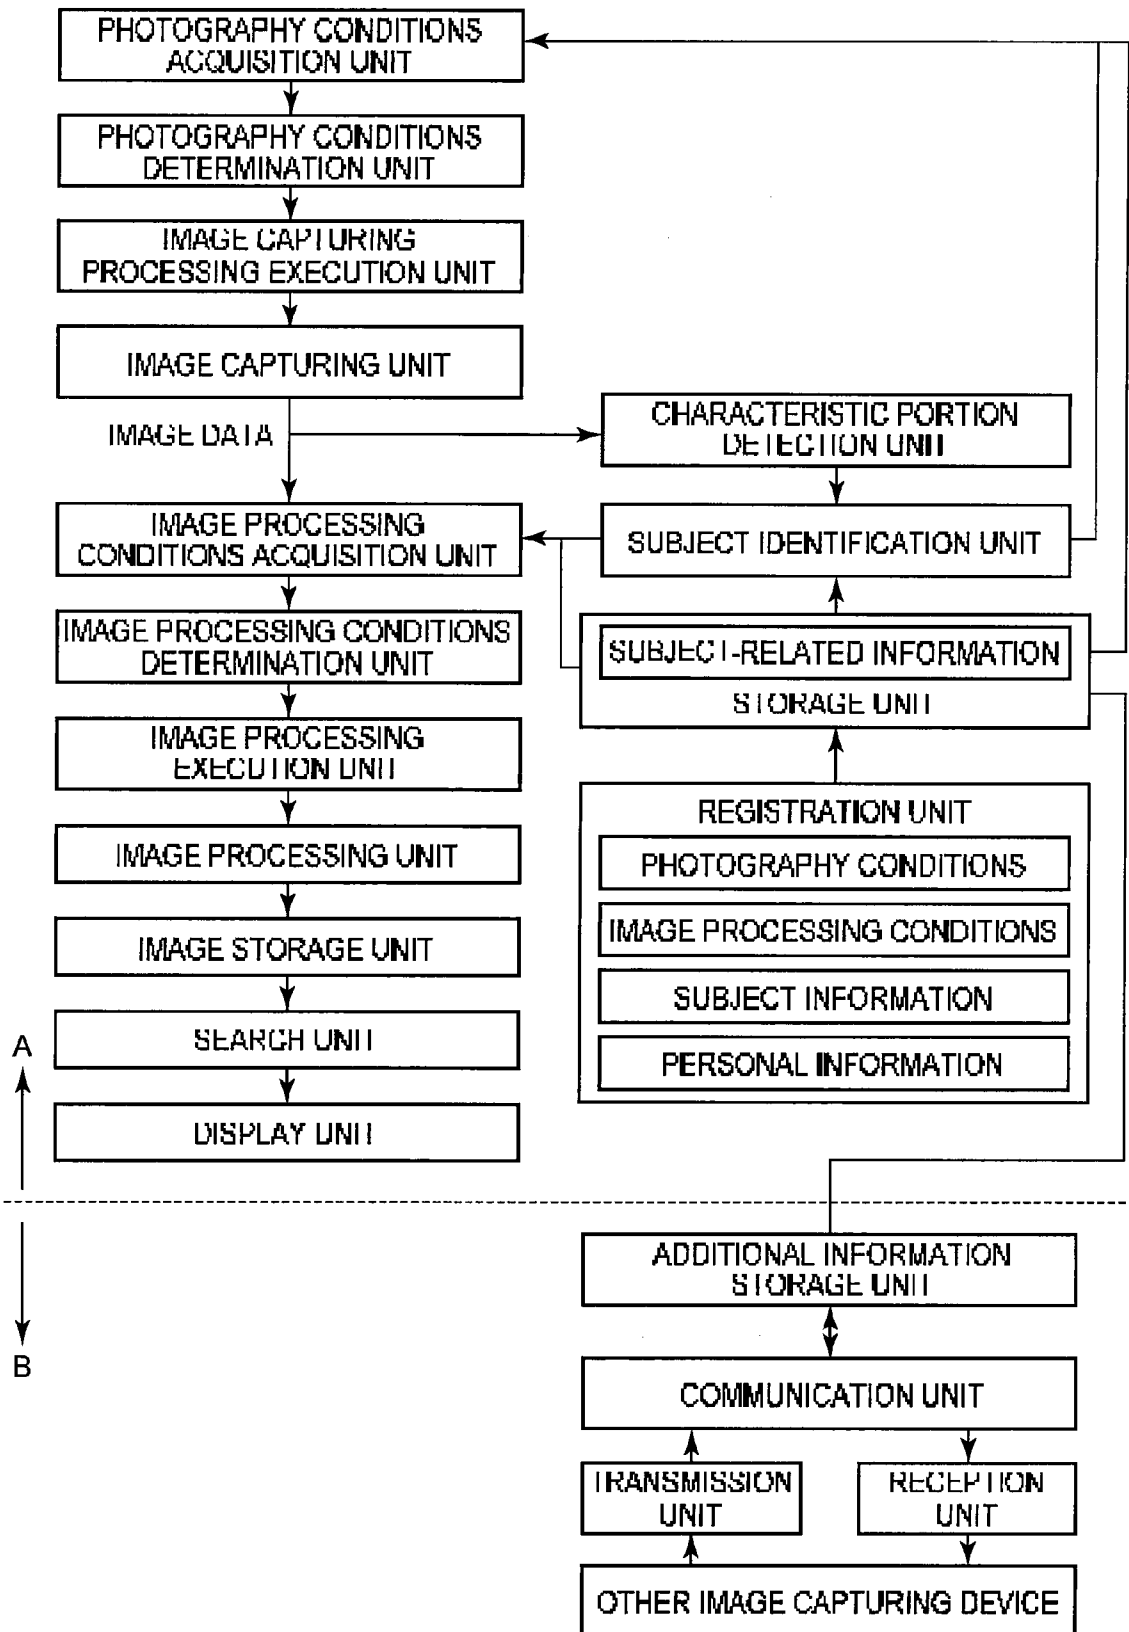 PHOTOGRAPHY CONDITIONS
ACQUISITION UNIT
PHOTOGRAPHY CONDITIONS
DETERMINATION UNIT
IMAGE CAPTURING
PROCESSING EXECUTION UNIT
IMAGE CAPTURING UNIT
IMAGE DATA
CHARACTERISTIC PORTION
DETECTION UNIT
IMAGE PROCESSING
CONDITIONS ACQUISITION UNIT
SUBJECT IDENTIFICATION UNIT
IMAGE PROCESSING CONDITIONS
DETERMINATION UNIT
SUBJECT-RELATED INFORMATION
STORAGE UNIT
IMAGE PROCESSING
EXECUTION UNIT
REGISTRATION UNIT
PHOTOGRAPHY CONDITIONS
IMAGE PROCESSING CONDITIONS
SUBJECT INFORMATION
PERSONAL INFORMATION
IMAGE PROCESSING UNIT
IMAGE STORAGE UNIT
SEARCH UNIT
DISPLAY UNIT
A
B
ADDITIONAL INFORMATION
STORAGE UNIT
COMMUNICATION UNIT
TRANSMISSION
UNIT
RECEPTION
UNIT
OTHER IMAGE CAPTURING DEVICE